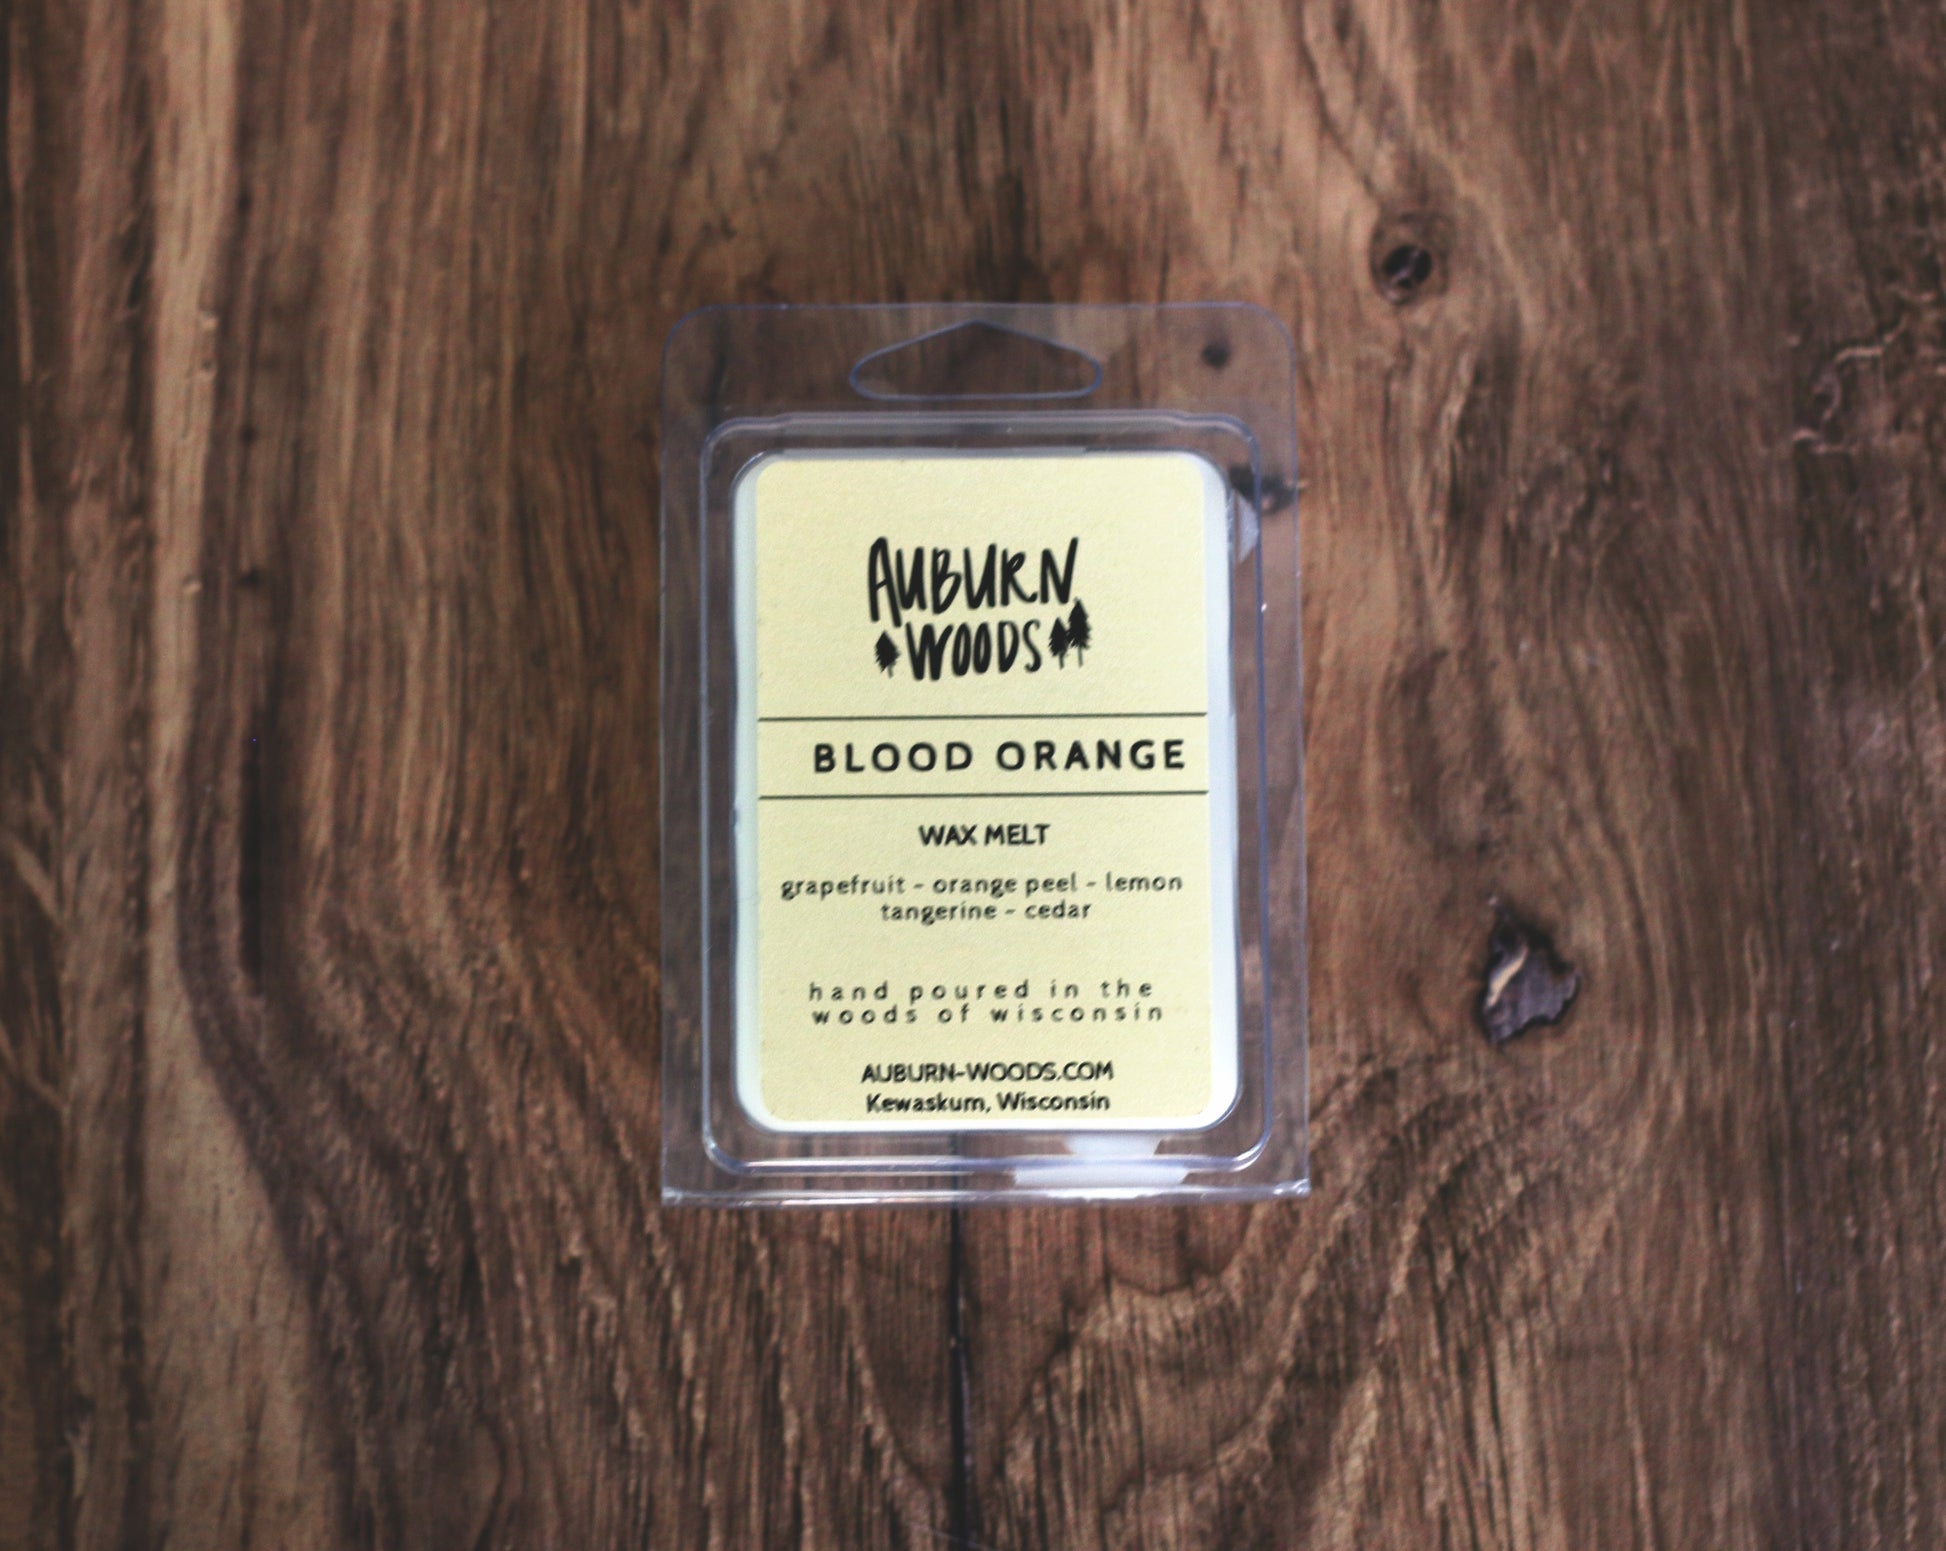 AUBURN
WOODS
BLOOD ORANGE
WAX MELT
grapefruit - orange peel - lemon
tangerine - cedar
hand poured in the
woods of wisconsin
AUBURN-WOODS.COM
Kewaskum, Wisconsin